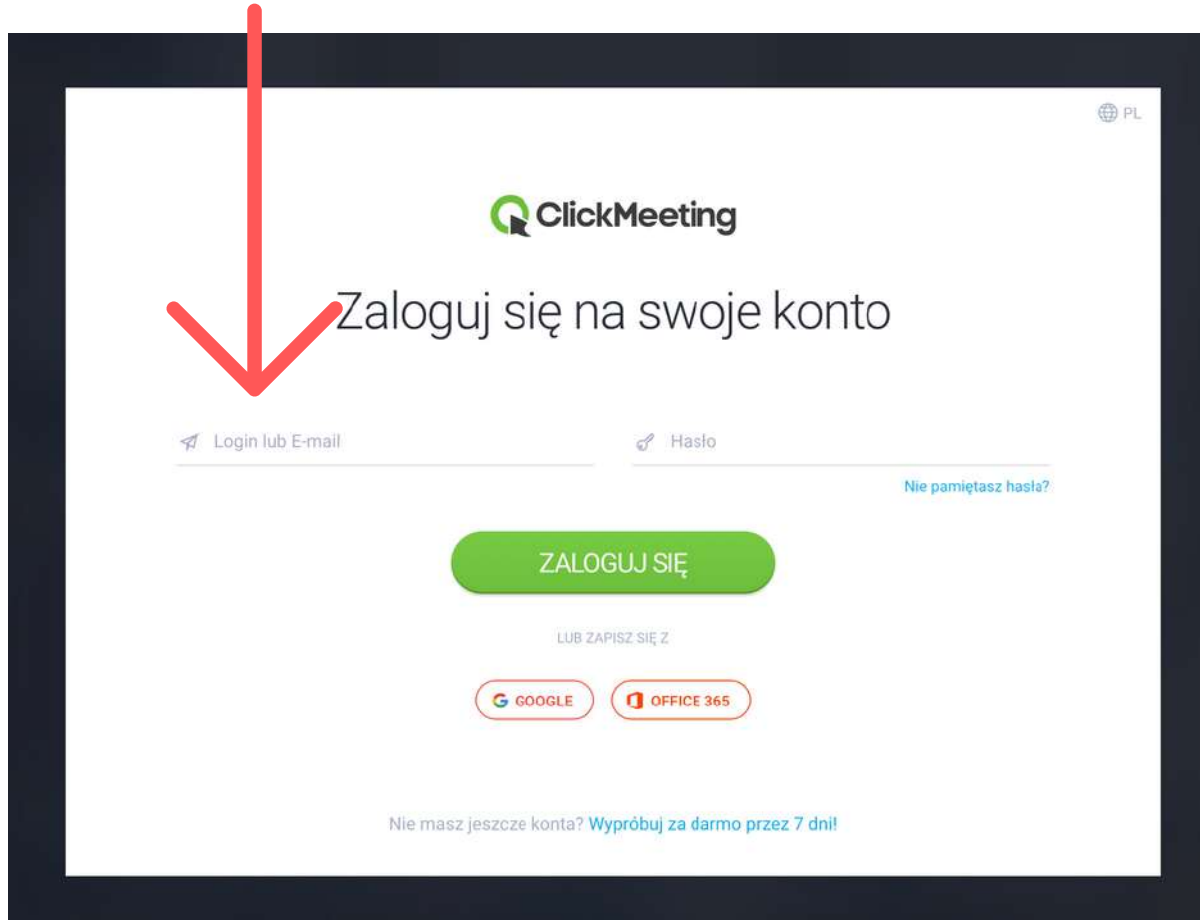 PL
ClickMeeting
Zaloguj się na swoje konto
Login lub E-mail
Hasło
Nie pamiętasz hasła?
ZALOGUJ SIĘ
LUB ZAPISZ SIĘ Z
GOOGLE
OFFICE 365
Nie masz jeszcze konta? Wypróbuj za darmo przez 7 dni!